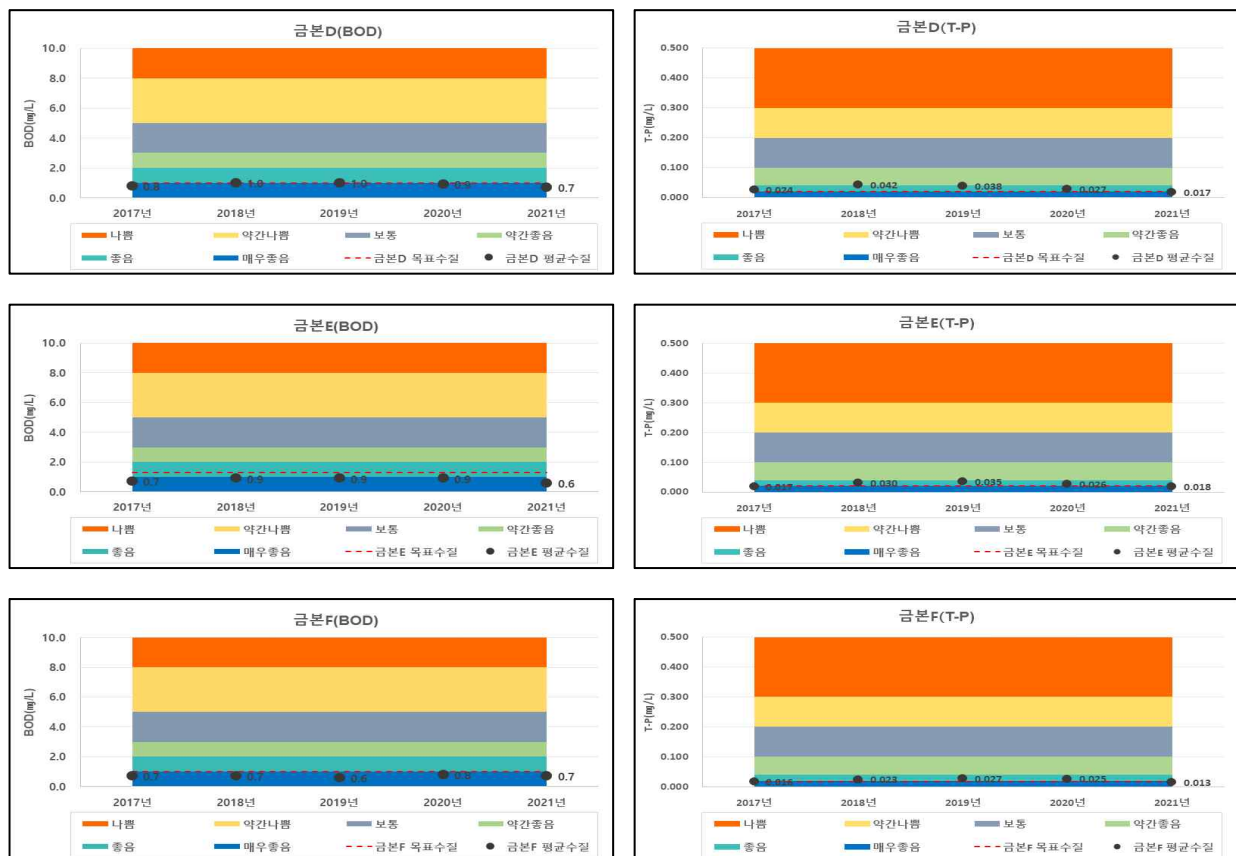 금본D(BOD)
BOD(㎎/L)
10.0
8.0
6.0
4.0
2.0
0.0
0.8
1.0
1.0
0.9
0.7
2017년 2018년 2019년 2020년 2021년
나쁨 약간나쁨 보통 약간좋음
좋음 매우좋음 금본D 목표수질 금본D 평균수질
금본D(T-P)
T-P(㎎/L)
0.500
0.400
0.300
0.200
0.100
0.000
0.024
0.042
0.038
0.027
0.017
2017년 2018년 2019년 2020년 2021년
나쁨 약간나쁨 보통 약간좋음
좋음 매우좋음 금본D 목표수질 금본D 평균수질
금본E(BOD)
BOD(㎎/L)
10.0
8.0
6.0
4.0
2.0
0.0
0.7
0.9
0.9
0.9
0.6
2017년 2018년 2019년 2020년 2021년
나쁨 약간나쁨 보통 약간좋음
좋음 매우좋음 금본E 목표수질 금본E 평균수질
금본E(T-P)
T-P(㎎/L)
0.500
0.400
0.300
0.200
0.100
0.000
0.017
0.030
0.035
0.026
0.018
2017년 2018년 2019년 2020년 2021년
나쁨 약간나쁨 보통 약간좋음
좋음 매우좋음 금본E 목표수질 금본E 평균수질
금본F(BOD)
BOD(㎎/L)
10.0
8.0
6.0
4.0
2.0
0.0
0.7
0.7
0.6
0.8
0.7
2017년 2018년 2019년 2020년 2021년
나쁨 약간나쁨 보통 약간좋음
좋음 매우좋음 금본F 목표수질 금본F 평균수질
금본F(T-P)
T-P(㎎/L)
0.500
0.400
0.300
0.200
0.100
0.000
0.016
0.023
0.027
0.025
0.013
2017년 2018년 2019년 2020년 2021년
나쁨 약간나쁨 보통 약간좋음
좋음 매우좋음 금본F 목표수질 금본F 평균수질